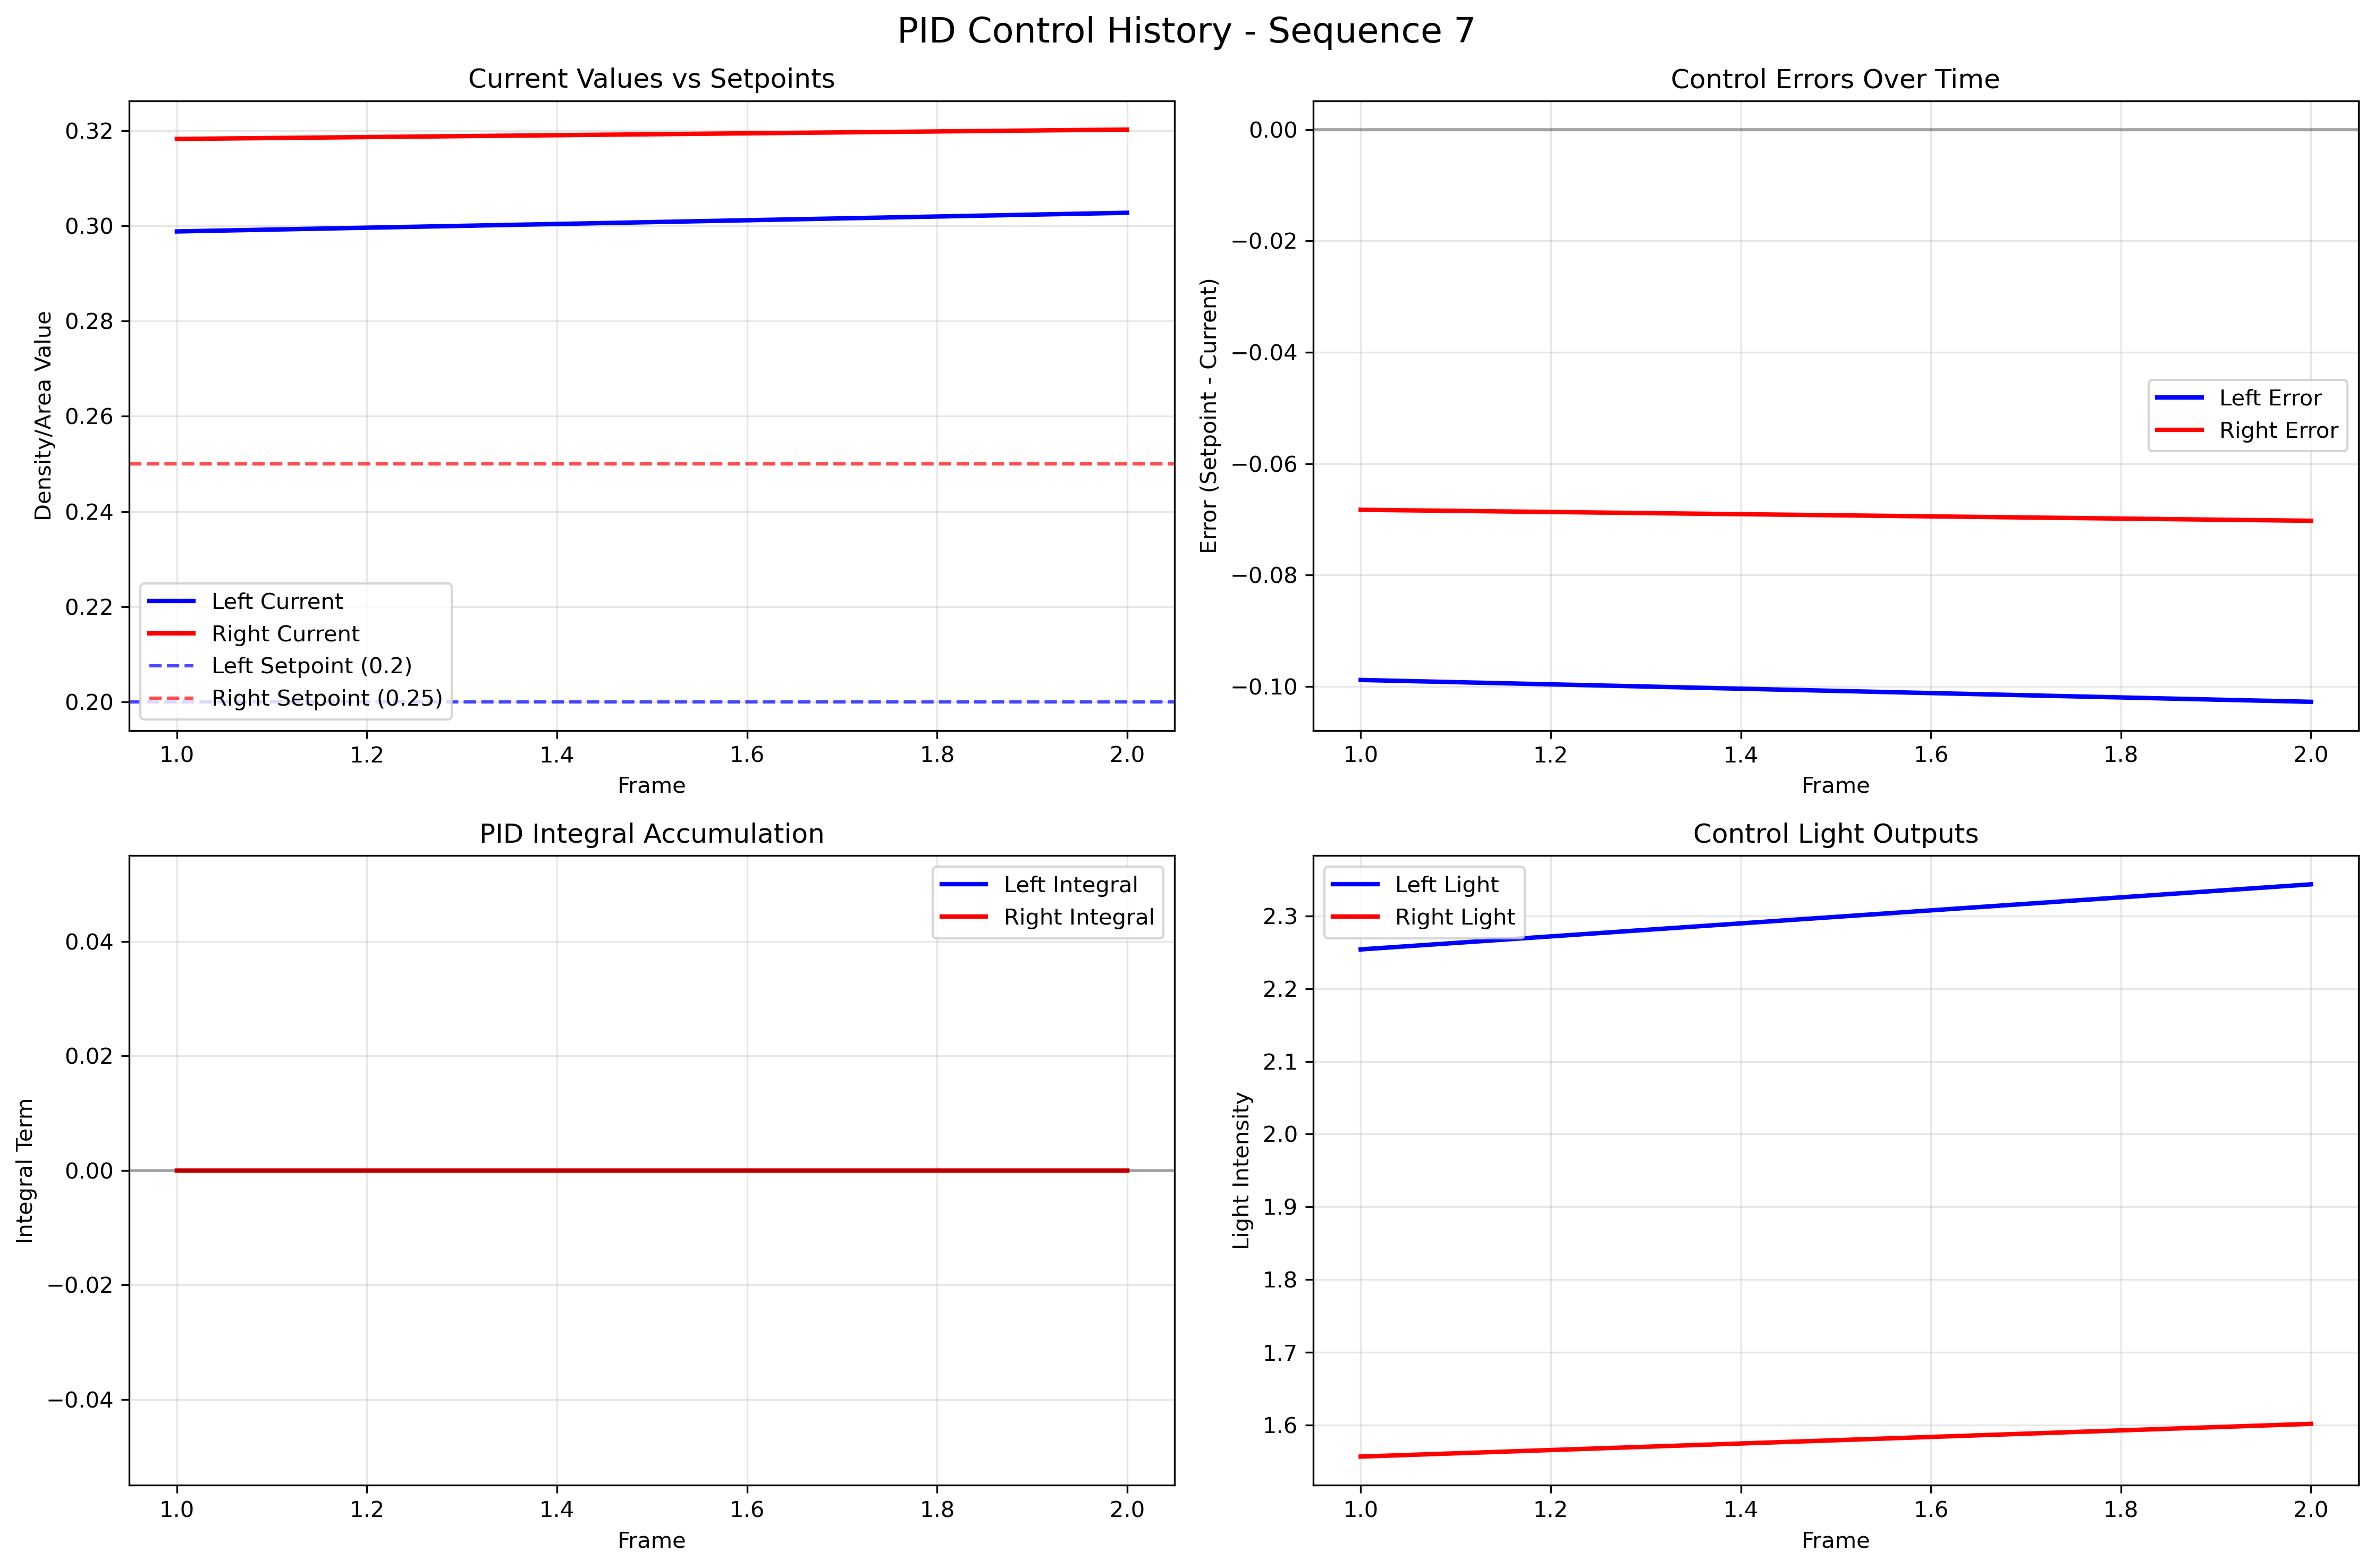 PID Control History - Sequence 7
Current Values vs Setpoints
Density/Area Value
0.32
0.30
0.28
0.26
0.24
0.22
0.20
Left Current
Right Current
Left Setpoint (0.2)
Right Setpoint (0.25)
1.0 1.2 1.4 1.6 1.8 2.0
Frame
Control Errors Over Time
Error (Setpoint - Current)
0.00
−0.02
−0.04
−0.06
−0.08
−0.10
Left Error
Right Error
1.0 1.2 1.4 1.6 1.8 2.0
Frame
PID Integral Accumulation
Integral Term
0.04
0.02
0.00
−0.02
−0.04
Left Integral
Right Integral
1.0 1.2 1.4 1.6 1.8 2.0
Frame
Control Light Outputs
Light Intensity
2.3
2.2
2.1
2.0
1.9
1.8
1.7
1.6
Left Light
Right Light
1.0 1.2 1.4 1.6 1.8 2.0
Frame